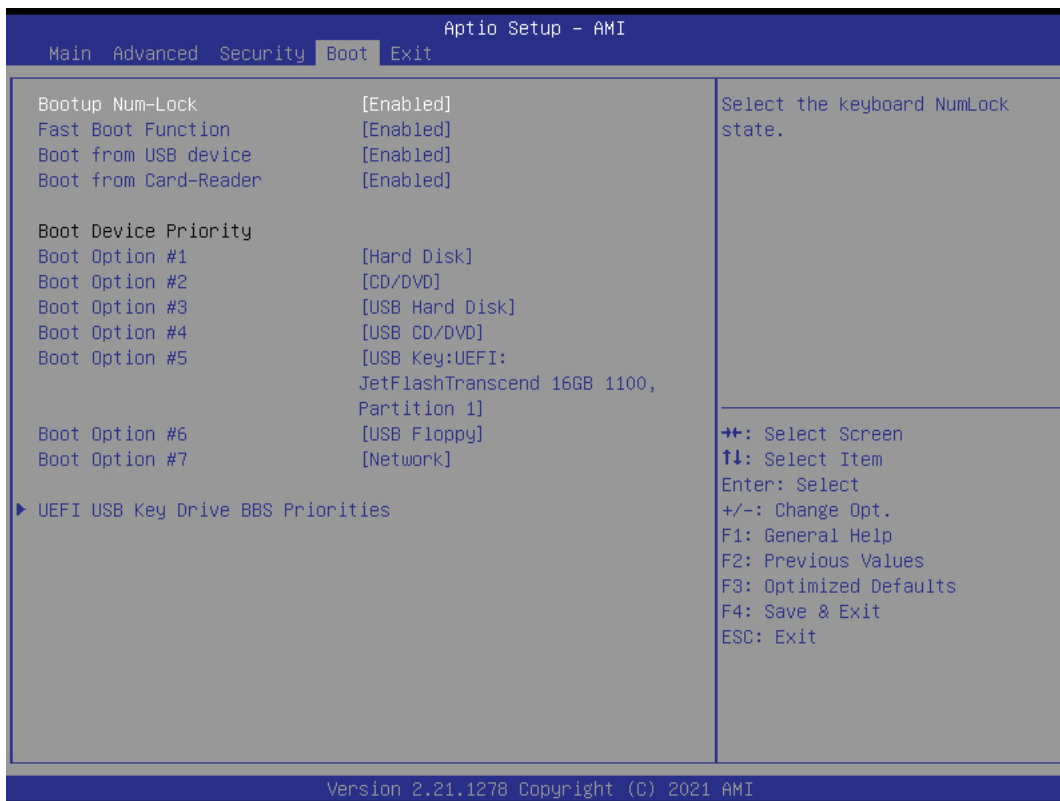 Aptio Setup – AMI
Main Advanced Security Boot Exit
Bootup Num-Lock [Enabled]
Fast Boot Function [Enabled]
Boot from USB device [Enabled]
Boot from Card-Reader [Enabled]
Boot Device Priority
Boot Option #1 [Hard Disk]
Boot Option #2 [CD/DVD]
Boot Option #3 [USB Hard Disk]
Boot Option #4 [USB CD/DVD]
Boot Option #5 [USB Key:UEFI:
JetFlashTranscend 16GB 1100,
Partition 1]
Boot Option #6 [USB Floppy]
Boot Option #7 [Network]
▶ UEFI USB Key Drive BBS Priorities
Select the keyboard NumLock
state.
→←: Select Screen
↑↓: Select Item
Enter: Select
+/-: Change Opt.
F1: General Help
F2: Previous Values
F3: Optimized Defaults
F4: Save & Exit
ESC: Exit
Version 2.21.1278 Copyright (C) 2021 AMI